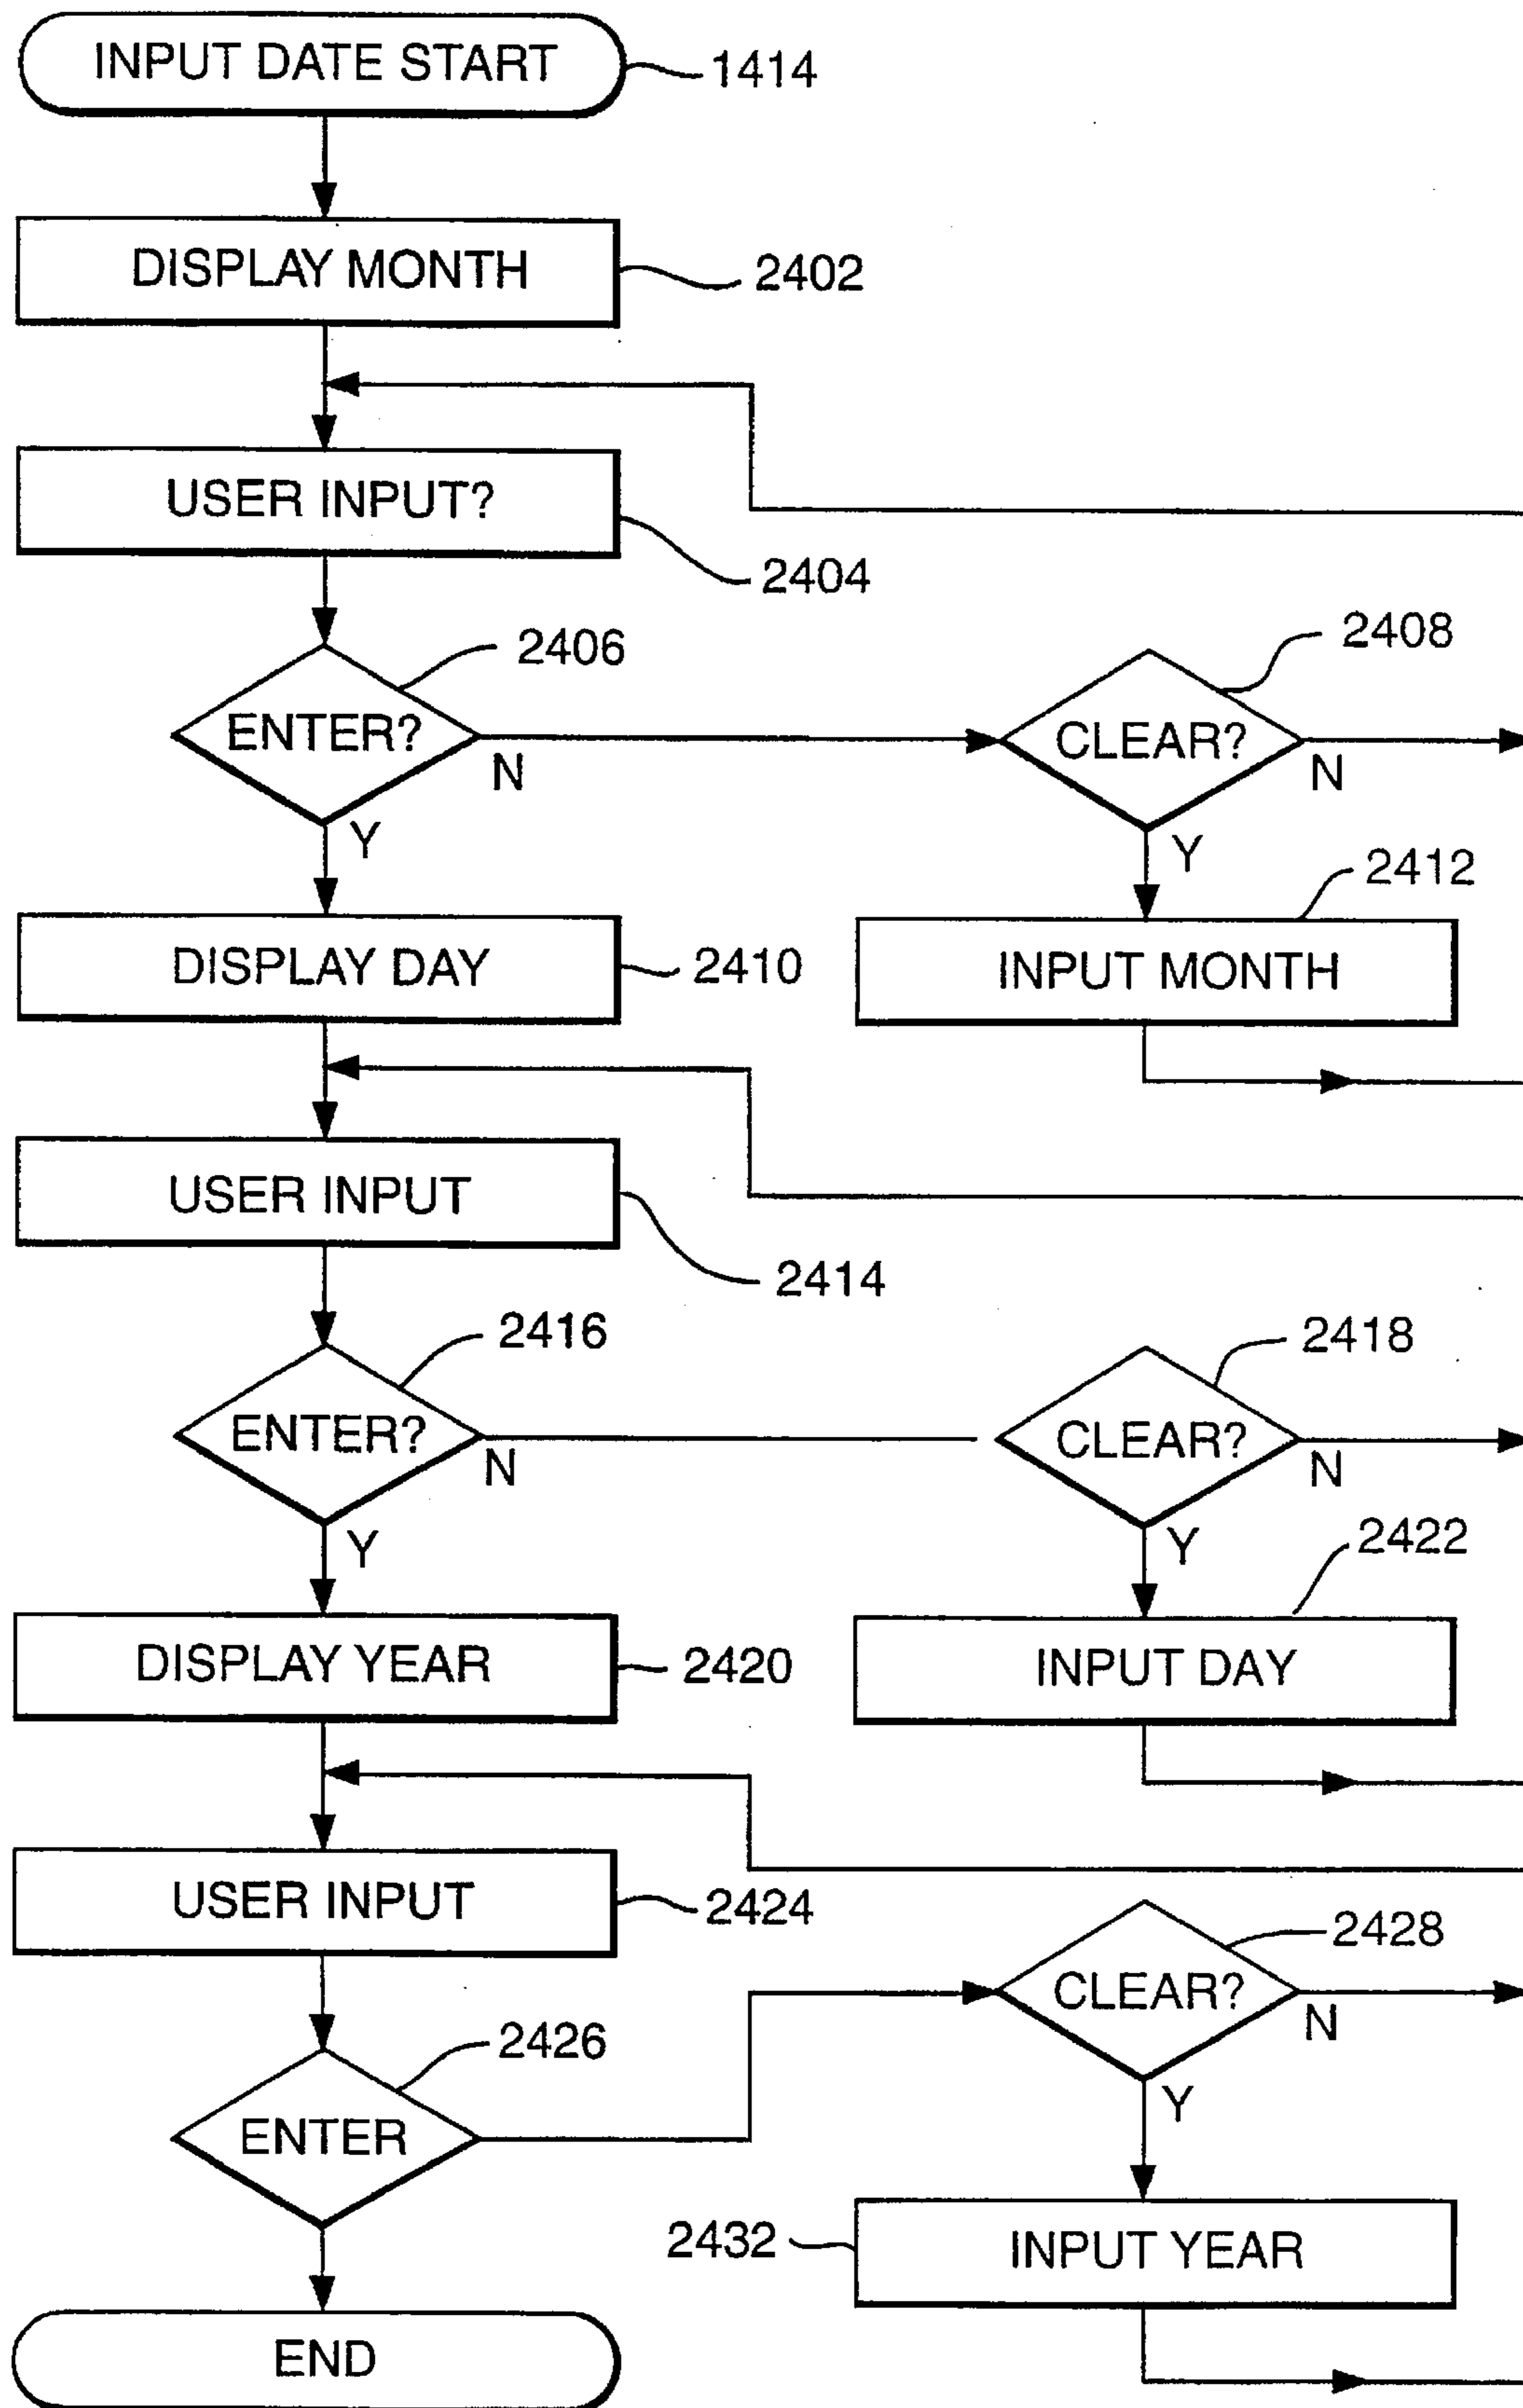 INPUT DATE START
1414
DISPLAY MONTH
2402
USER INPUT?
2404
2406
ENTER?
N
Y
2408
CLEAR?
N
Y
2412
INPUT MONTH
DISPLAY DAY
2410
USER INPUT
2414
2416
ENTER?
N
Y
2418
CLEAR?
N
Y
2422
INPUT DAY
DISPLAY YEAR
2420
USER INPUT
2424
2428
CLEAR?
N
Y
2426
ENTER
2432
INPUT YEAR
END